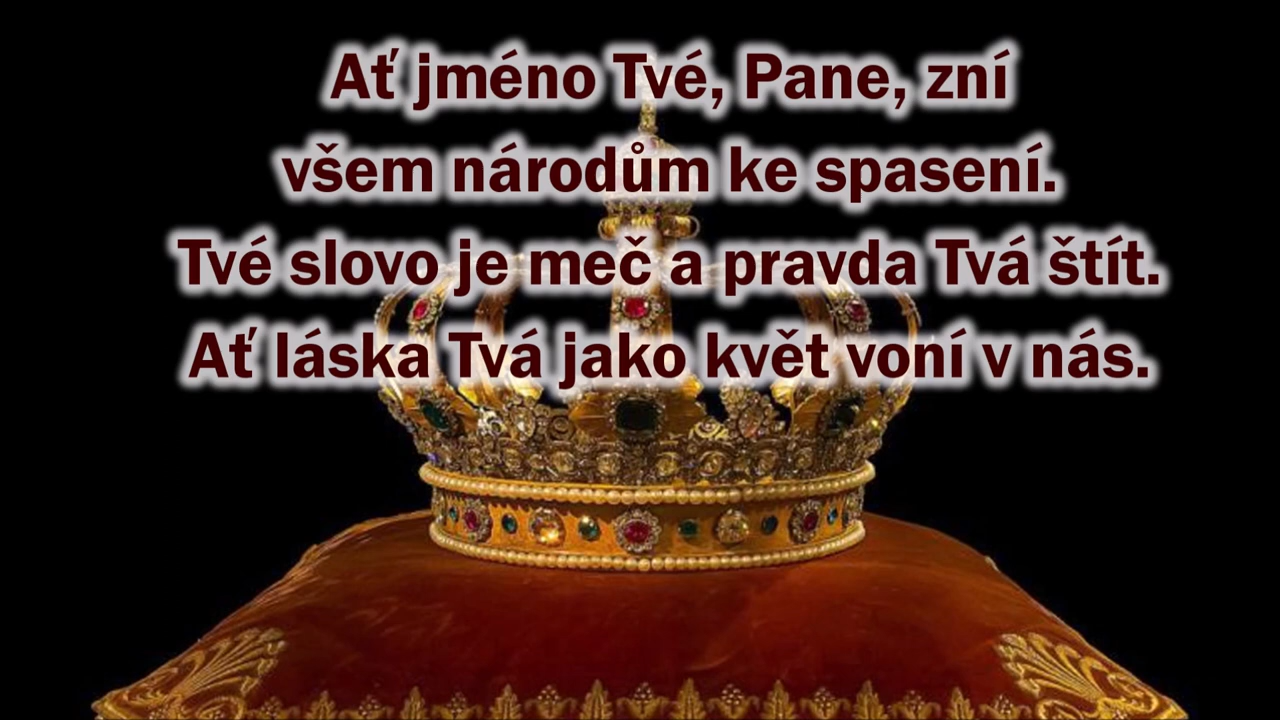 Ať jméno Tvé, Pane, zní
všem národům ke spasení.
Tvé slovo je meč a pravda Tvá štít.
Ať láska Tvá jako květ voní v nás.